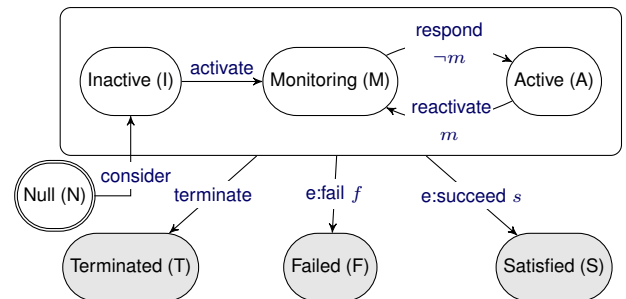 respond
¬m
Inactive (I)
activate
Monitoring (M)
Active (A)
reactivate
m
consider
Null (N)
terminate
e:fail f
e:succeed s
Terminated (T)
Failed (F)
Satisfied (S)